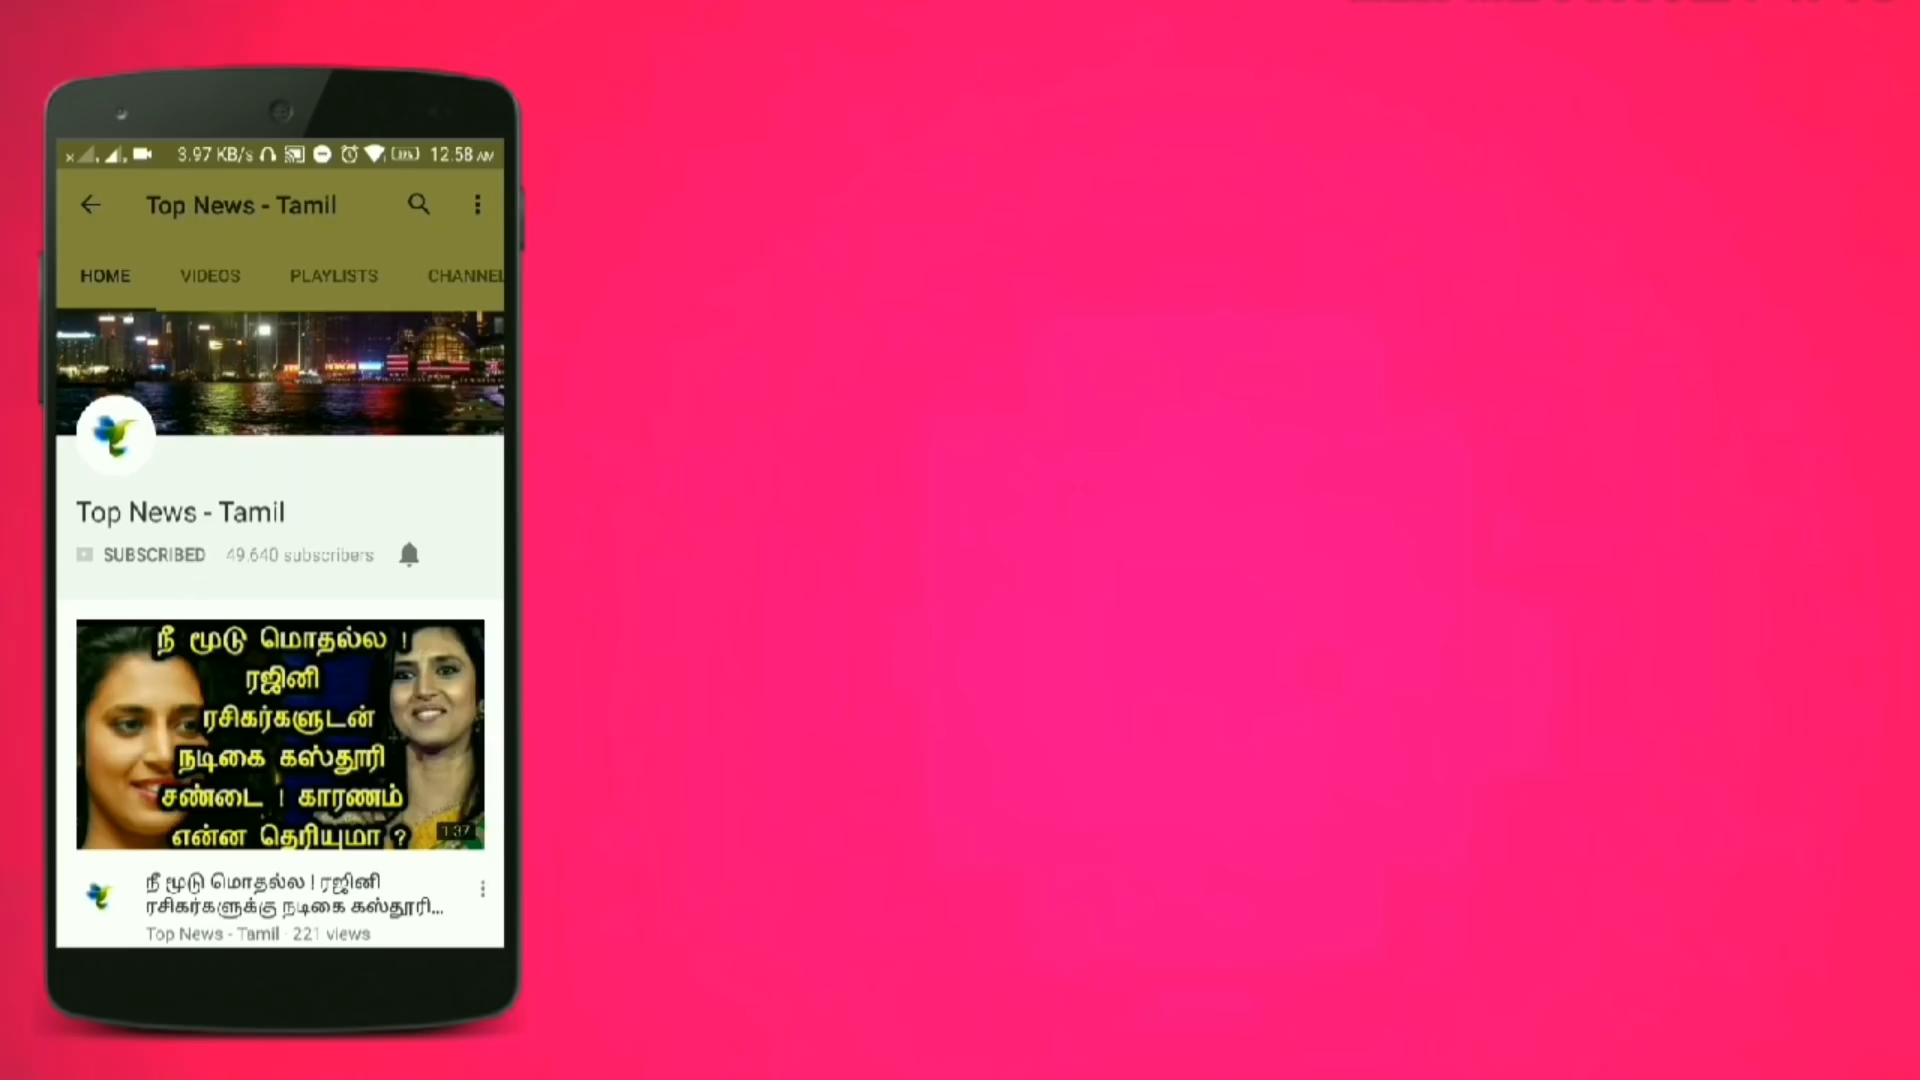 3.97 KB/s 12.58 AM
Top News - Tamil
HOME VIDEOS PLAYLISTS CHANNEL
Top News - Tamil
SUBSCRIBED 49,640 subscribers
நீ மூடு மொதல்ல !
ரஜினி
ரசிகர்களுடன்
நடிகை கஸ்தூரி
சண்டை ! காரணம்
என்ன தெரியுமா ?
1:37
நீ மூடு மொதல்ல ! ரஜினி
ரசிகர்களுக்கு நடிகை கஸ்தூரி...
Top News - Tamil · 221 views